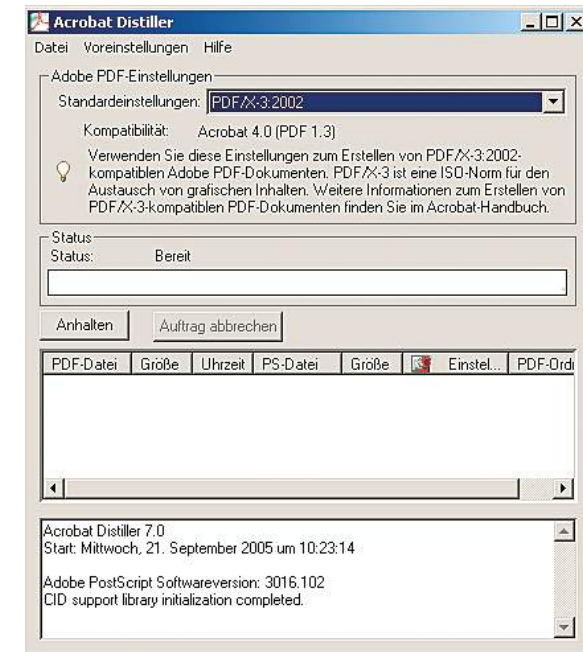 Acrobat Distiller
Datei Voreinstellungen Hilfe
Adobe PDF-Einstellungen
Standardeinstellungen: PDF/X-3:2002
Kompatibilität: Acrobat 4.0 (PDF 1.3)
Verwenden Sie diese Einstellungen zum Erstellen von PDF/X-3:2002-
kompatiblen Adobe PDF-Dokumenten. PDF/X-3 ist eine ISO-Norm für den
Austausch von grafischen Inhalten. Weitere Informationen zum Erstellen von
PDF/X-3-kompatiblen PDF-Dokumenten finden Sie im Acrobat-Handbuch.
Status
Status: Bereit
Anhalten Auftrag abbrechen
PDF-Datei Größe Uhrzeit PS-Datei Größe Einstel... PDF-Ord
Acrobat Distiller 7.0
Start: Mittwoch, 21. September 2005 um 10:23:14
Adobe PostScript Softwareversion: 3016.102
CID support library initialization completed.